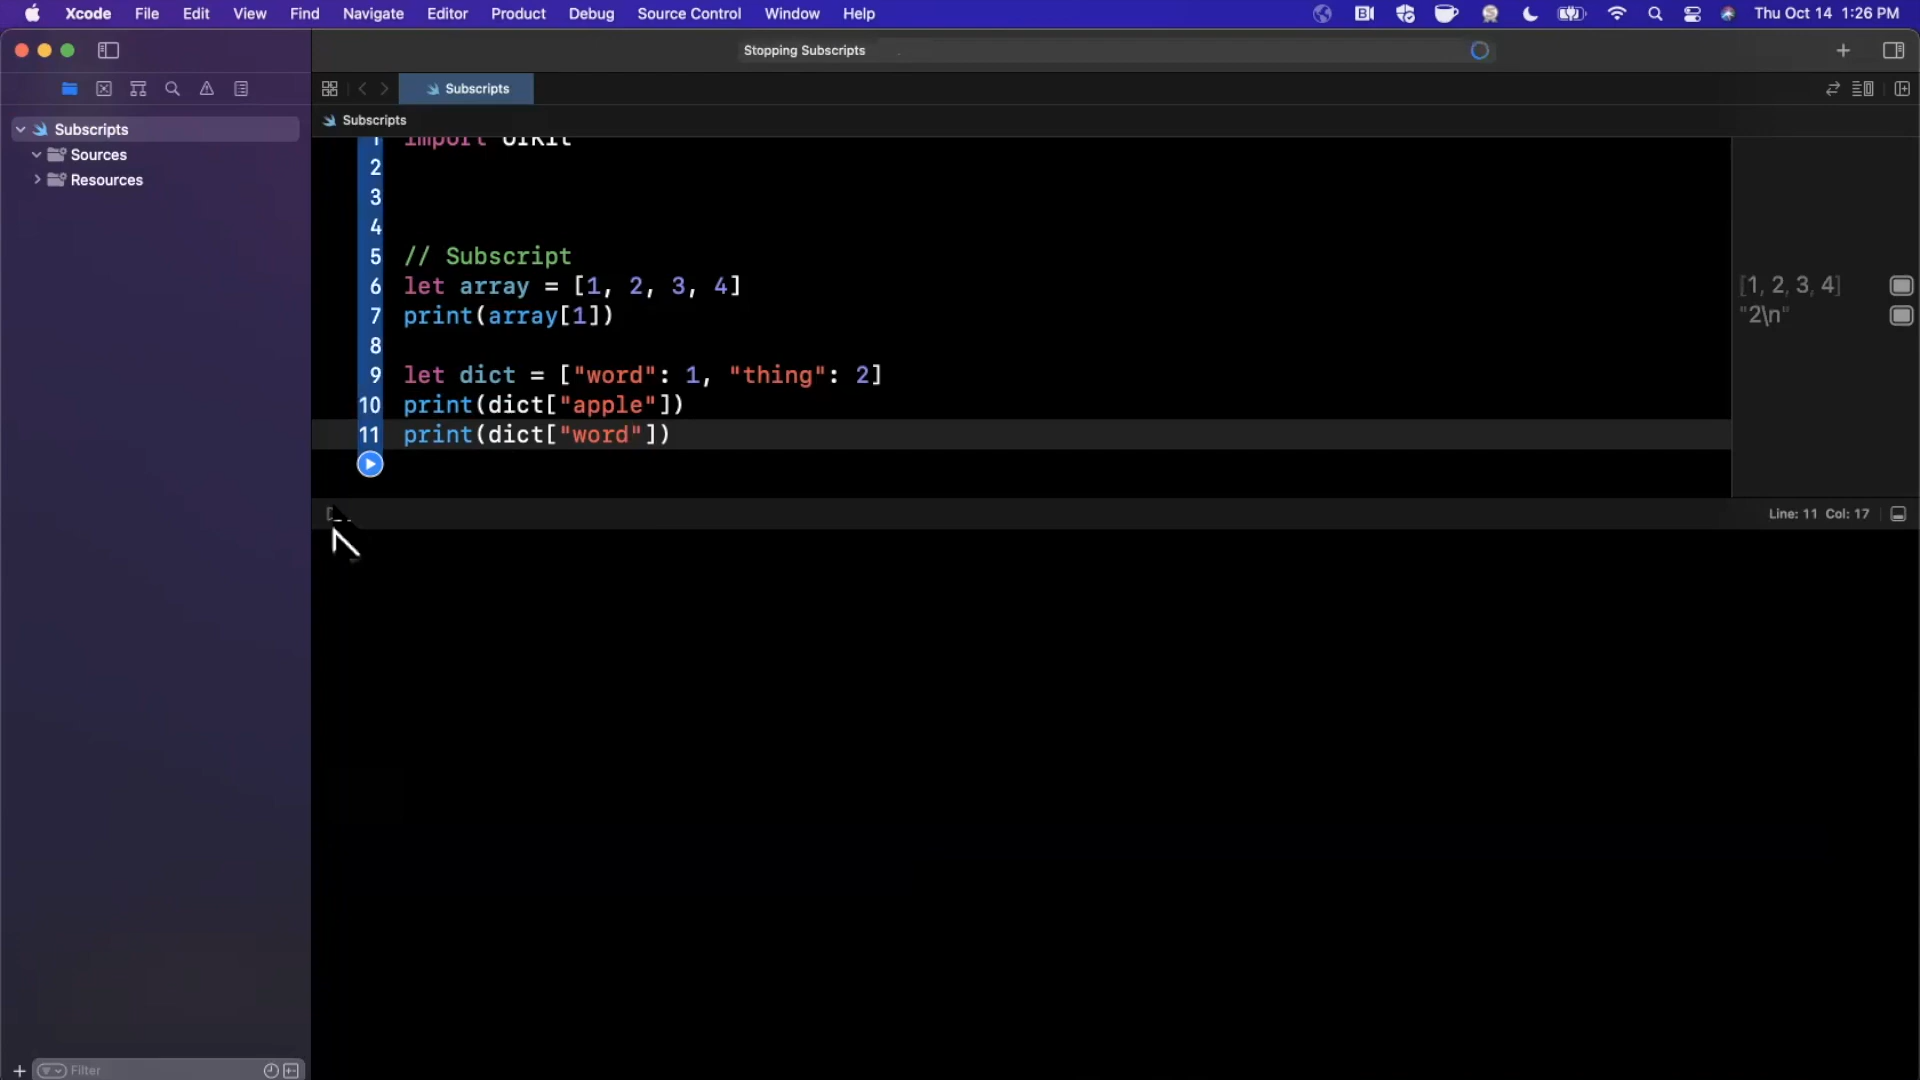 Xcode File Edit View Find Navigate Editor Product Debug Source Control Window Help Thu Oct 14 1:26 PM
Stopping Subscripts
Subscripts
Subscripts
Subscripts
Sources
Resources
1 import UIKit
2
3
4
5 // Subscript
6 let array = [1, 2, 3, 4]
[1, 2, 3, 4]
7 print(array[1])
"2\n"
8
9 let dict = ["word": 1, "thing": 2]
10 print(dict["apple"])
11 print(dict["word"])
Line: 11 Col: 17
Filter